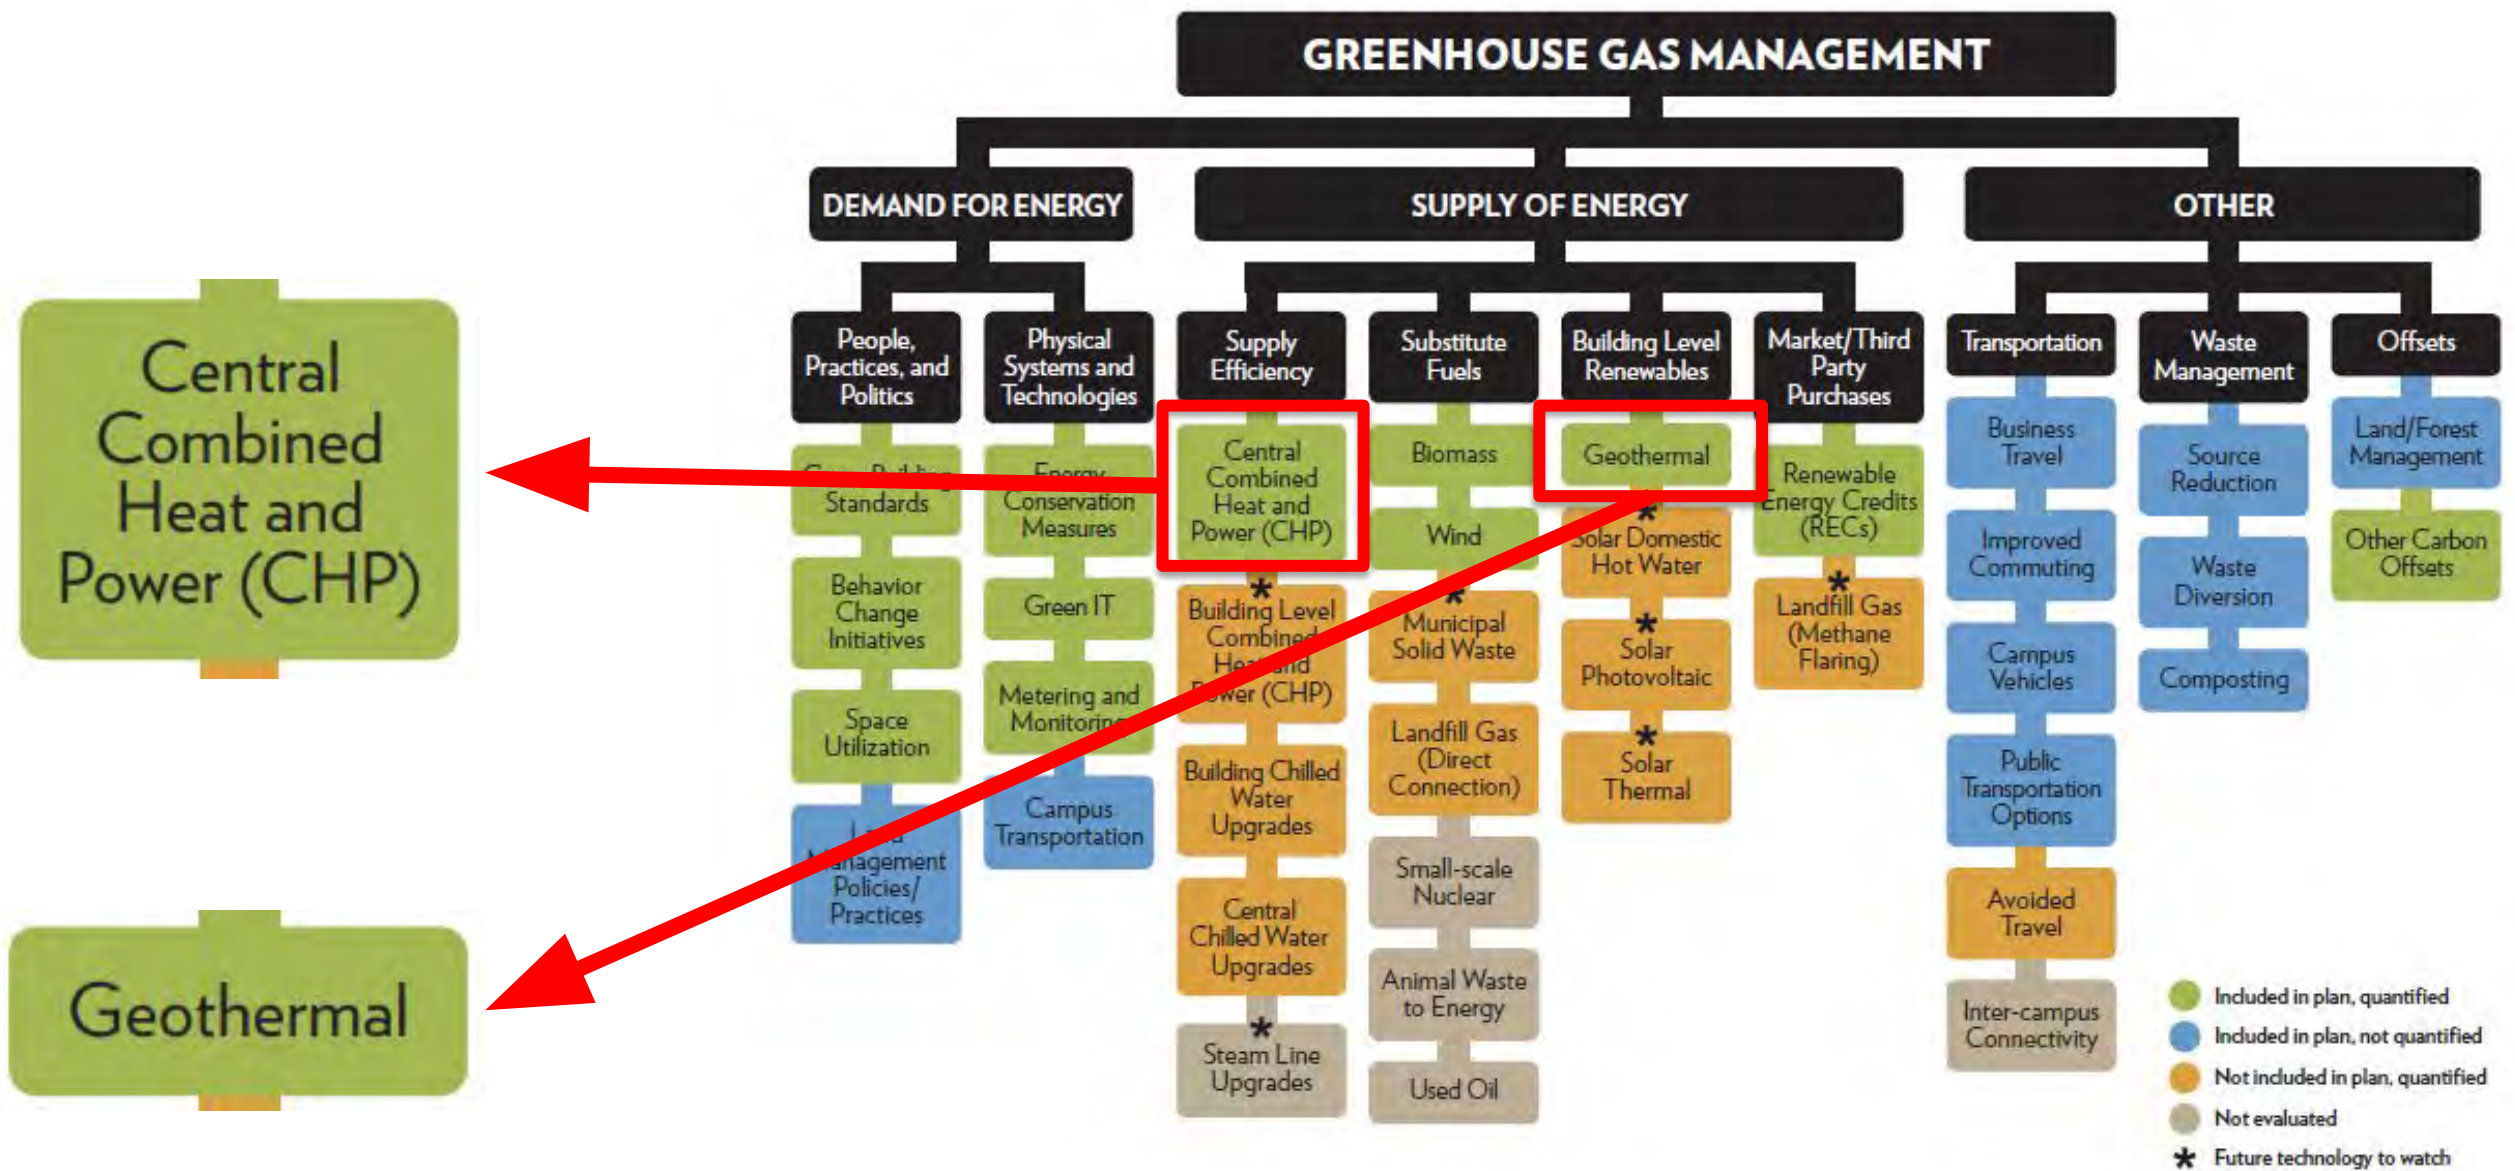 GREENHOUSE GAS MANAGEMENT
DEMAND FOR ENERGY
SUPPLY OF ENERGY
OTHER
People,
Practices, and
Politics
Standards
Behavior
Change
Initiatives
Space
Utilization
Management
Policies/
Practices
Physical
Systems and
Technologies
Energy
Conservation
Measures
Green IT
Metering and
Monitoring
Campus
Transportation
Supply
Efficiency
Central
Combined
Heat and
Power (CHP)
*
Building Level
Combined
Heat and
Power (CHP)
Building Chilled
Water
Upgrades
Central
Chilled Water
Upgrades
*
Steam Line
Upgrades
Substitute
Fuels
Biomass
Wind
*
Municipal
Solid Waste
Landfill Gas
(Direct
Connection)
Small-scale
Nuclear
Animal Waste
to Energy
Used Oil
Building Level
Renewables
Geothermal
*
Solar Domestic
Hot Water
*
Solar
Photovoltaic
*
Solar
Thermal
Market/Third
Party
Purchases
Renewable
Energy Credits
(RECs)
*
Landfill Gas
(Methane
Flaring)
Transportation
Business
Travel
Improved
Commuting
Campus
Vehicles
Public
Transportation
Options
Avoided
Travel
Inter-campus
Connectivity
Waste
Management
Source
Reduction
Waste
Diversion
Composting
Offsets
Land/Forest
Management
Other Carbon
Offsets
Central
Combined
Heat and
Power (CHP)
Geothermal
Included in plan, quantified
Included in plan, not quantified
Not included in plan, quantified
Not evaluated
* Future technology to watch